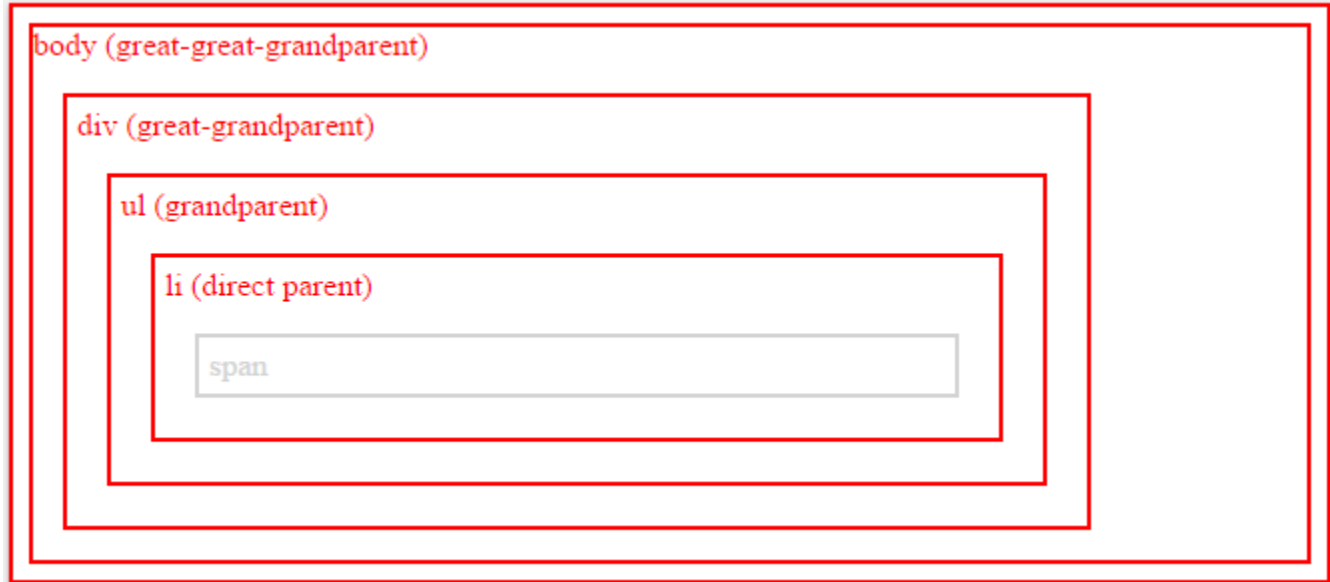 body (great-great-grandparent)
div (great-grandparent)
ul (grandparent)
li (direct parent)
span